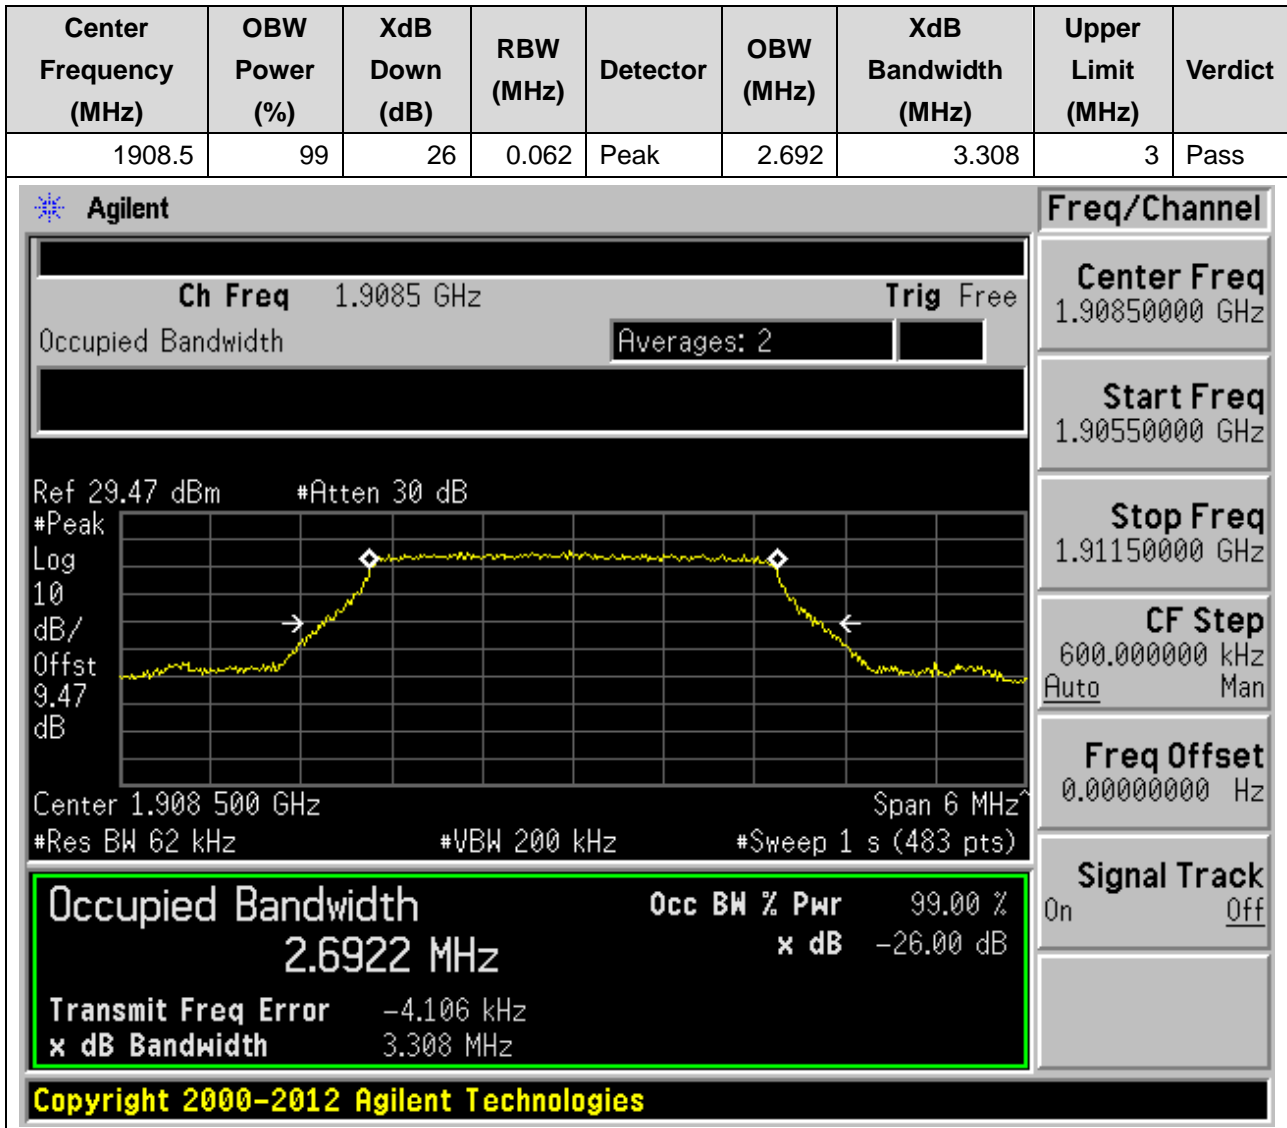 Center Frequency (MHz) OBW Power (%) XdB Down (dB) RBW (MHz) Detector OBW (MHz) XdB Bandwidth (MHz) Upper Limit (MHz) Verdict
1908.5 99 26 0.062 Peak 2.692 3.308 3 Pass
Agilent
Freq/Channel
Ch Freq 1.9085 GHz Trig Free
Occupied Bandwidth Averages: 2
Center Freq
1.90850000 GHz
Start Freq
1.90550000 GHz
Stop Freq
1.91150000 GHz
CF Step
600.000000 kHz
Auto Man
Freq Offset
0.00000000 Hz
Signal Track
On Off
Ref 29.47 dBm #Atten 30 dB
#Peak
Log
10
dB/
Offst
9.47
dB
Center 1.908 500 GHz Span 6 MHz^
#Res BW 62 kHz #VBW 200 kHz #Sweep 1 s (483 pts)
Occupied Bandwidth Occ BW % Pwr 99.00 %
2.6922 MHz x dB -26.00 dB
Transmit Freq Error -4.106 kHz
x dB Bandwidth 3.308 MHz
Copyright 2000-2012 Agilent Technologies